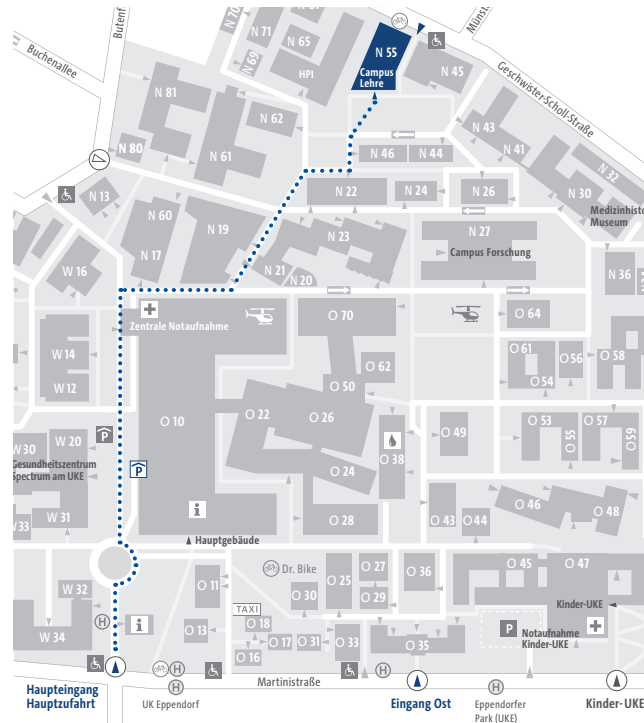 Butenf.
Buchenallee
N 70
N 71
N 65
N 69
HPI
N 55
Campus
Lehre
N 45
Münst
Geschwister-Scholl-Straße
N 81
N 80
N 62
N 61
N 43
N 41
N 46
N 44
N 32
N 30
N 13
N 60
N 19
N 17
N 22
N 24
N 26
Medizinhisto
Museum
N 23
N 27
Campus Forschung
N 21
N 20
N 36
W 16
W 14
W 12
Zentrale Notaufnahme
O 70
O 64
O 62
O 61
O 56
O 58
O 54
O 50
O 10
O 22
O 26
O 24
O 28
O 38
O 49
O 53
O 55
O 57
O 59
W 30
W 20
P
Gesundheitszentrum
Spectrum am UKE
P
W 31
W 33
i
Hauptgebäude
O 43
O 44
O 46
O 48
W 32
W 34
H
i
O 11
O 13
Dr. Bike
TAXI
O 18
O 17
O 16
O 30
O 31
O 25
O 27
O 29
O 33
O 36
O 35
O 45
O 47
Kinder-UKE
P
Notaufnahme
Kinder-UKE
H
H
Martinistraße
Haupteingang
Hauptzufahrt
H
UK Eppendorf
Eingang Ost
H
Eppendorfer
Park (UKE)
Kinder-UKE